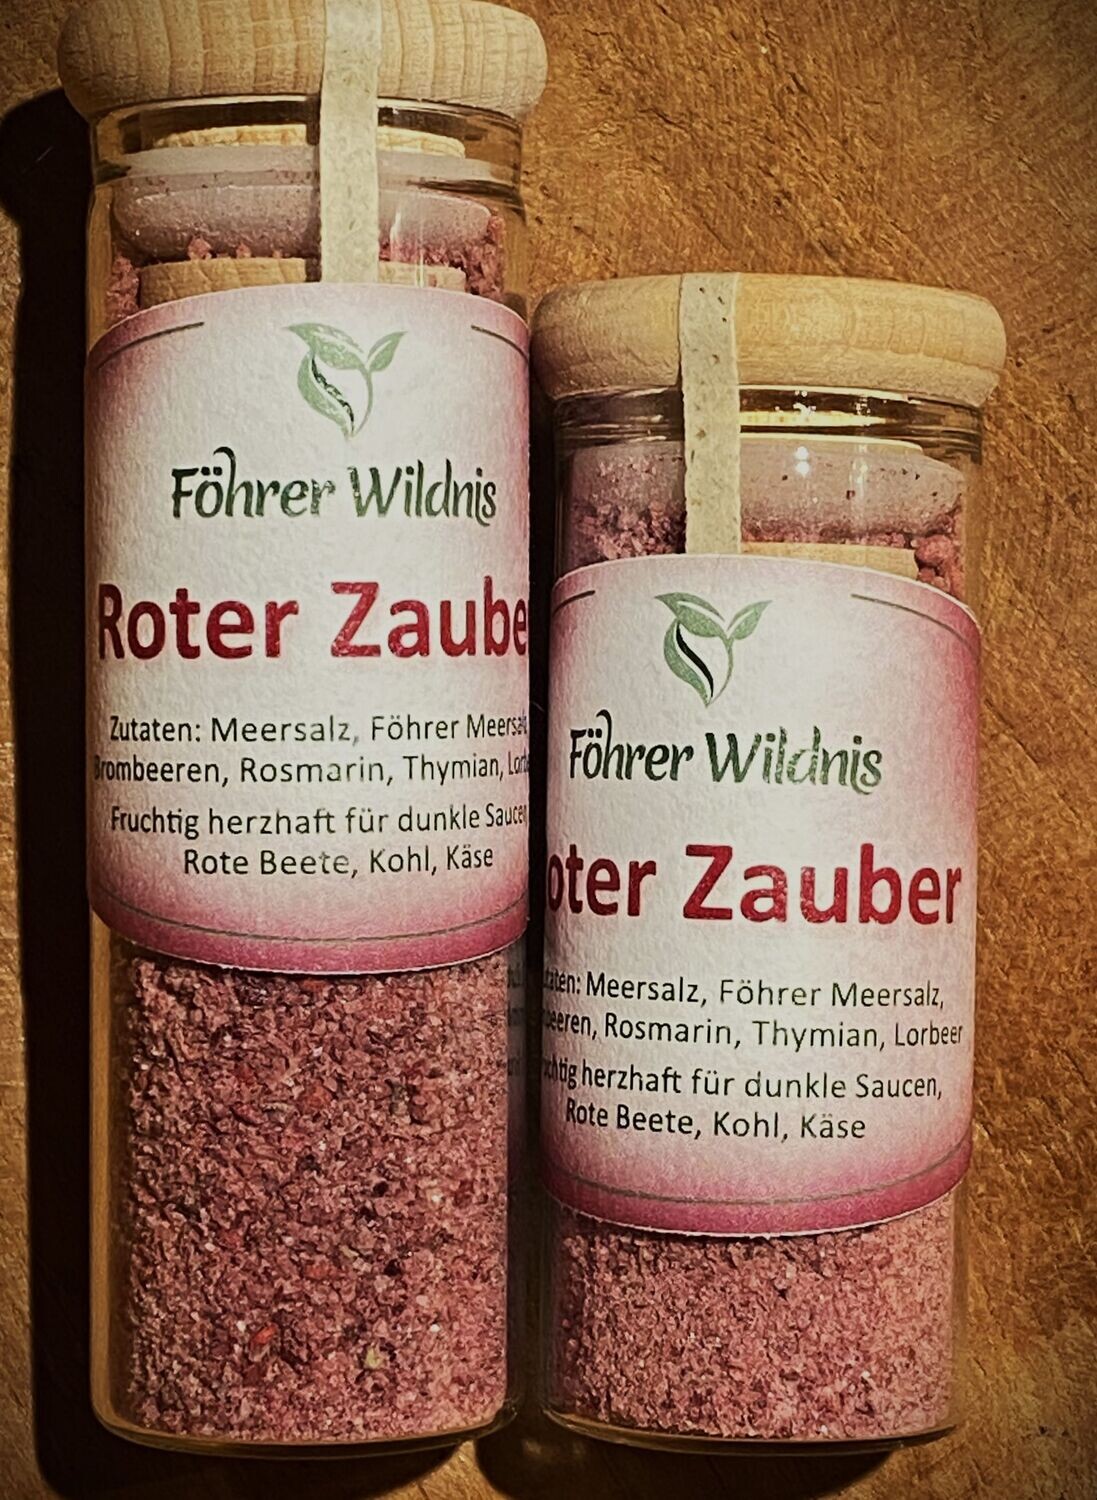 Föhrer Wildnis
Roter Zaube
Zutaten: Meersalz, Föhrer Meersalz
Brombeeren, Rosmarin, Thymian,
Fruchtig herzhaft für dunkle Saucen
Rote Beete, Kohl, Käse
Föhrer Wildnis
oter Zauber
Meersalz, Föhrer Meersalz,
Rosmarin, Thymian, Lorbeer
herzhaft für dunkle Saucen,
Rote Beete, Kohl, Käse